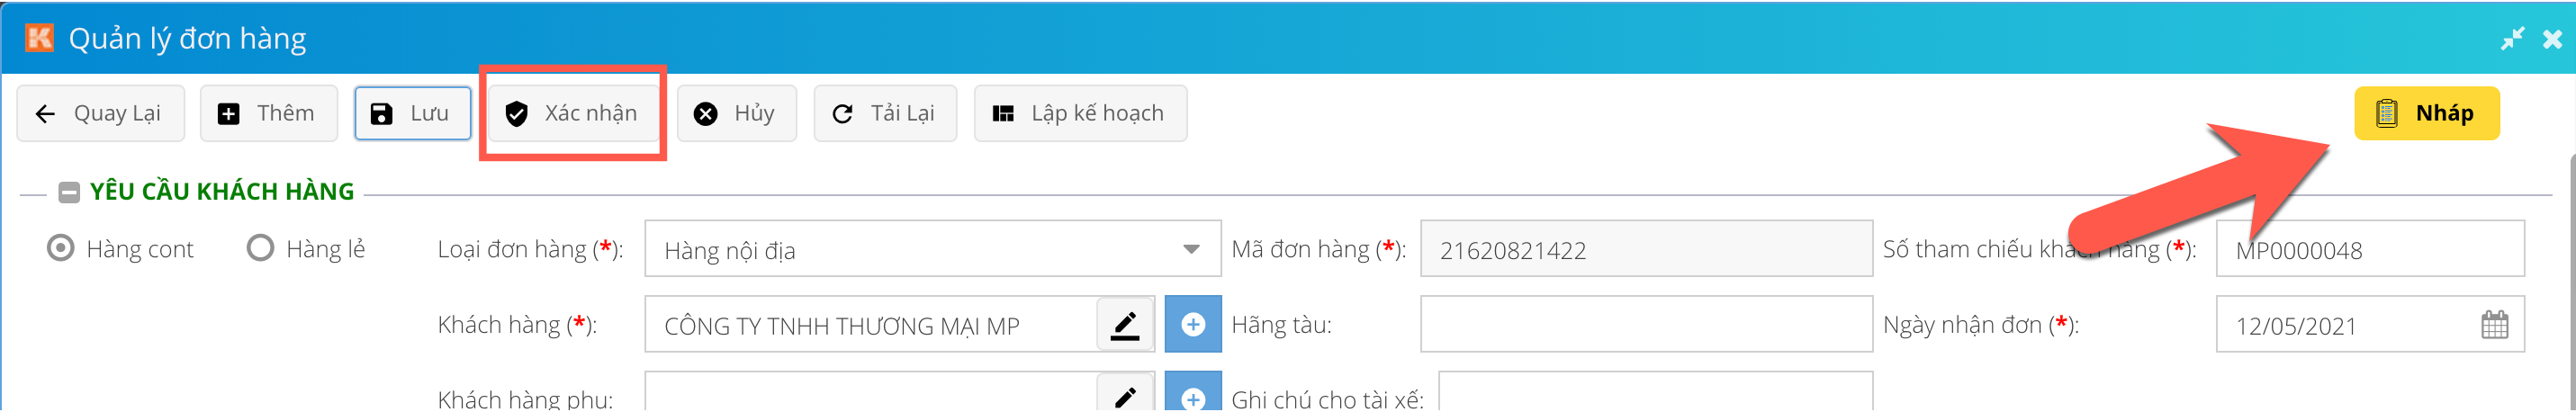 Quản lý đơn hàng
Quay Lại Thêm Lưu Xác nhận Hủy Tải Lại Lập kế hoạch Nháp
YÊU CẦU KHÁCH HÀNG
Hàng cont Hàng lẻ Loại đơn hàng (*): Hàng nội địa Mã đơn hàng (*): 21620821422 Số tham chiếu khách hàng (*): MP0000048
Khách hàng (*): CÔNG TY TNHH THƯƠNG MẠI MP Hãng tàu: Ngày nhận đơn (*): 12/05/2021
Khách hàng phụ: Ghi chú cho tài xế: